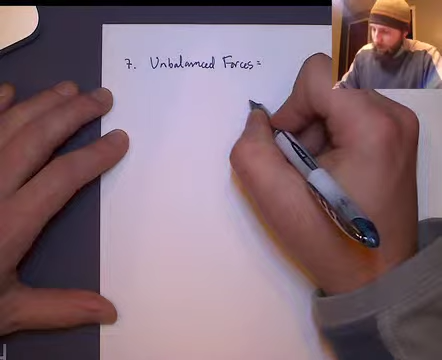 7. Unbalanced Forces =